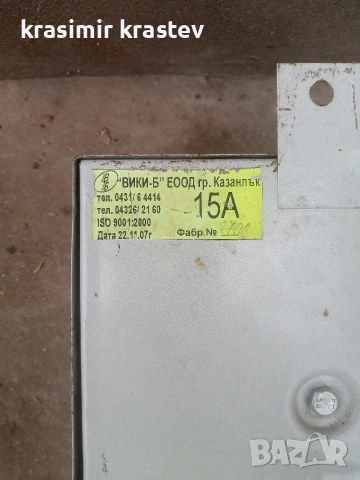 krasimir krastev
"ВИКИ-Б" ЕООД гр. Казанлък
тел. 0431/ 6 4414
тел. 04326/ 21 60
15А
ISO 9001:2000
Дата 22.11.07г
Фабр.№
BAZAR